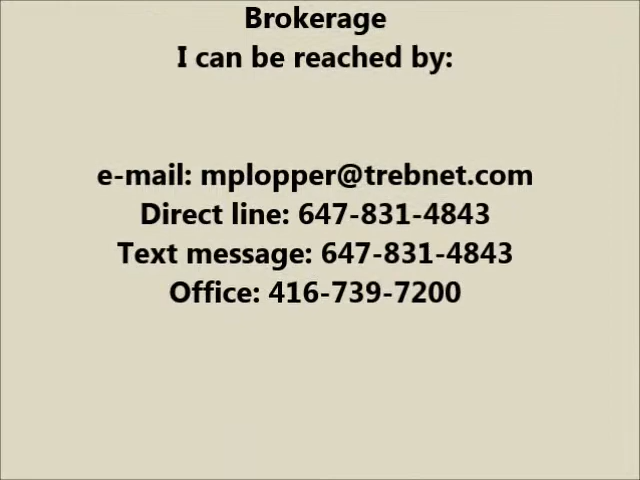 Brokerage
I can be reached by:
e-mail: mplopper@trebnet.com
Direct line: 647-831-4843
Text message: 647-831-4843
Office: 416-739-7200